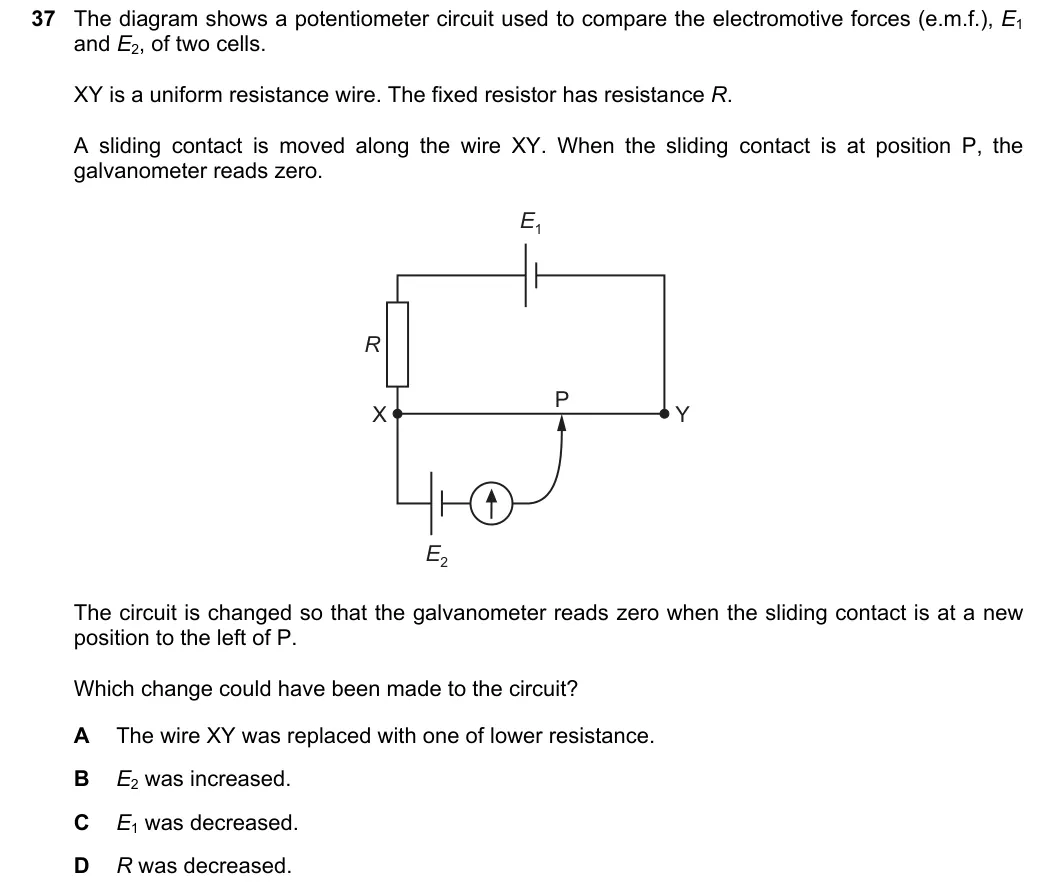 37 The diagram shows a potentiometer circuit used to compare the electromotive forces (e.m.f.), E₁
and E₂, of two cells.
XY is a uniform resistance wire. The fixed resistor has resistance R.
A sliding contact is moved along the wire XY. When the sliding contact is at position P, the
galvanometer reads zero.
E₁
R
P
X
Y
E₂
The circuit is changed so that the galvanometer reads zero when the sliding contact is at a new
position to the left of P.
Which change could have been made to the circuit?
A The wire XY was replaced with one of lower resistance.
B E₂ was increased.
C E₁ was decreased.
D R was decreased.